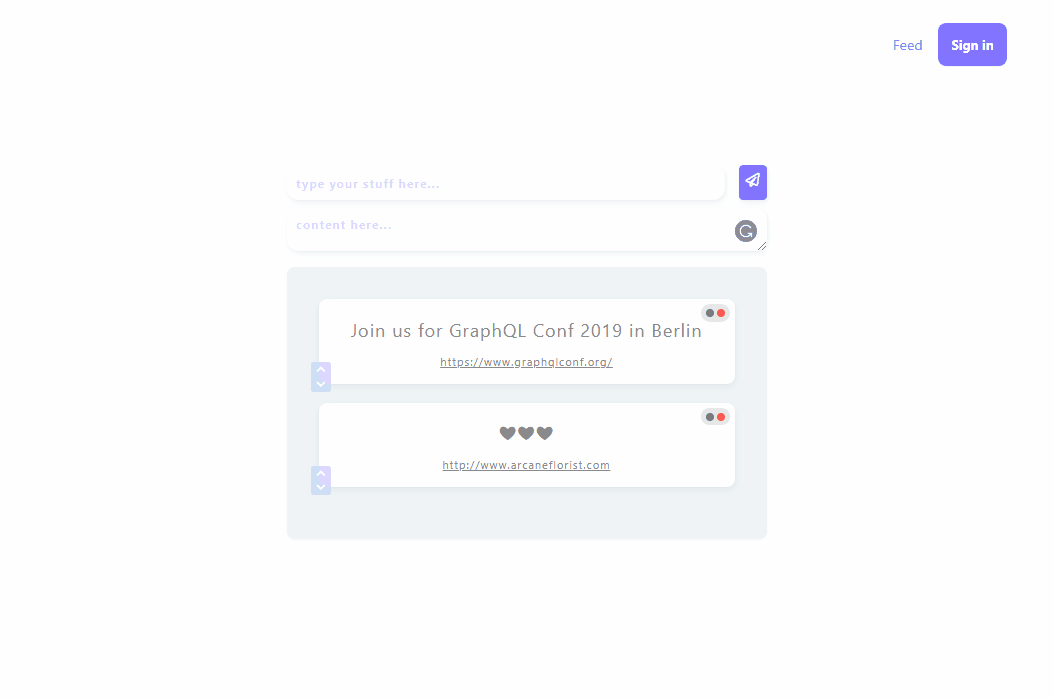 Feed
Sign in
type your stuff here...
content here...
Join us for GraphQL Conf 2019 in Berlin
https://www.graphqlconf.org/
♥♥♥
http://www.arcaneflorist.com